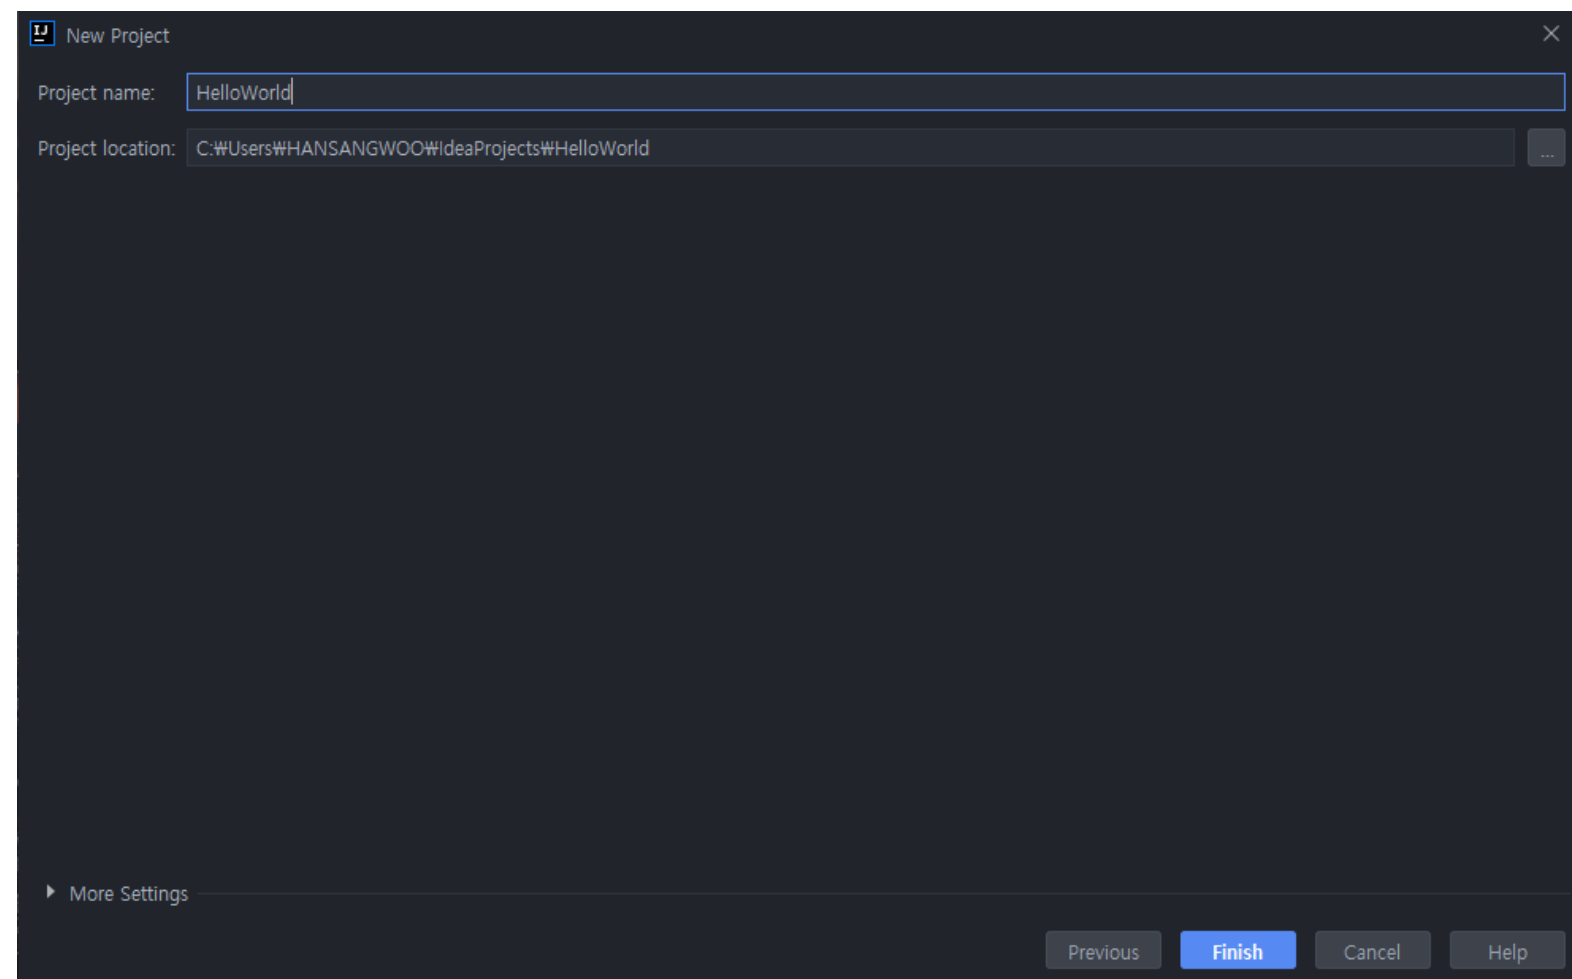 IJ New Project
Project name: HelloWorld
Project location: C:₩Users₩HANSANGWOO₩IdeaProjects₩HelloWorld ...
More Settings
Previous Finish Cancel Help